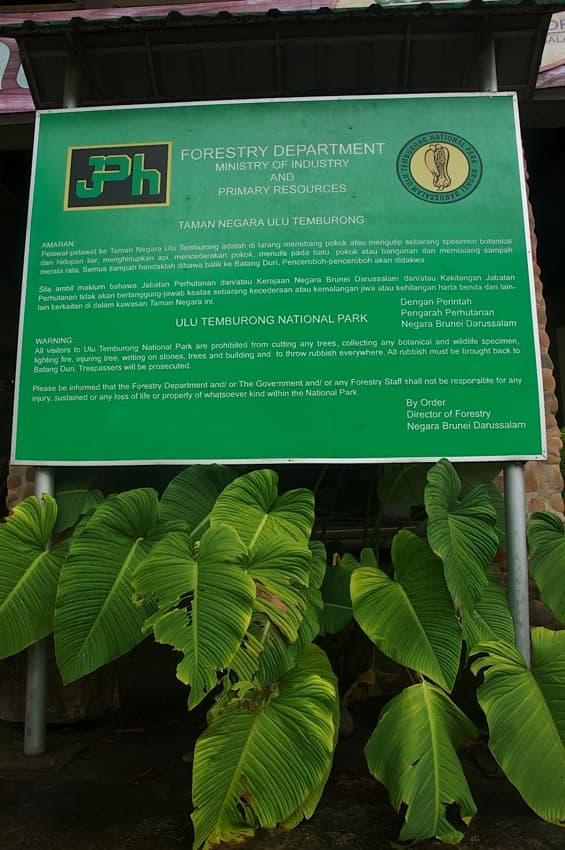 JPh
FORESTRY DEPARTMENT
MINISTRY OF INDUSTRY
AND
PRIMARY RESOURCES
TEMBURONG NATIONAL PARK
BRUNEI DARUSSALAM
TAMAN NEGARA ULU TEMBURONG
AMARAN:
Pelawat-pelawat ke Taman Negara Ulu Temburong adalah di larang menebang pokok atau mengutip sebarang spesimen botanical
dan hidupan liar, menghidupkan api, mencederakan pokok, menulis pada batu pokok atau bangunan dan membuang sampah
merata rata. Semua sampah hendaklah dibawa balik ke Batang Duri, Penceroboh-penceroboh akan didakwa.
Sila ambil maklum bahawa Jabatan Perhutanan dan/atau Kerajaan Negara Brunei Darussalam dan/atau Kakitangan Jabatan
Perhutanan tidak akan bertanggung-jawab keatas sebarang kecederaan atau kemalangan jiwa atau kehilangan harta benda dan lain-
lain berkaitan di dalam kawasan Taman Negara ini.
Dengan Perintah
Pengarah Perhutanan
Negara Brunei Darussalam
ULU TEMBURONG NATIONAL PARK
WARNING:
All visitors to Ulu Temburong National Park are prohibited from cutting any trees, collecting any botanical and wildlife specimen,
lighting fire, injuring tree, writing on stones, trees and building and to throw rubbish everywhere. All rubbish must be brought back to
Batang Duri. Trespassers will be prosecuted.
Please be informed that the Forestry Department and/ or The Government and/ or any Forestry Staff shall not be responsible for any
injury, sustained or any loss of life or property of whatsoever kind within the National Park.
By Order
Director of Forestry
Negara Brunei Darussalam